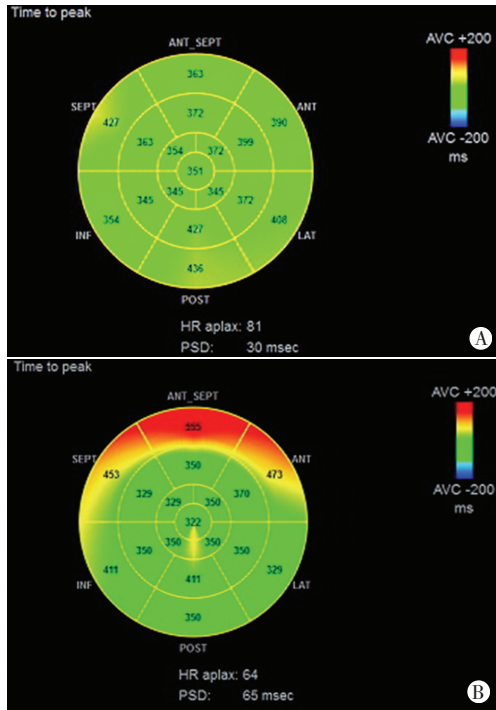 Time to peak
AVC +200
ANT_SEPT
363
SEPT
ANT
427
372
390
363
399
354
372
AVC -200
351
ms
345
345
354
345
372
408
427
INF
LAT
436
POST
HR aplax: 81
PSD: 30 msec
A
Time to peak
AVC +200
ANT_SEPT
555
SEPT
ANT
453
350
473
329
370
329
350
AVC -200
322
ms
350
350
411
350
350
329
411
INF
LAT
350
POST
HR aplax: 64
PSD: 65 msec
B